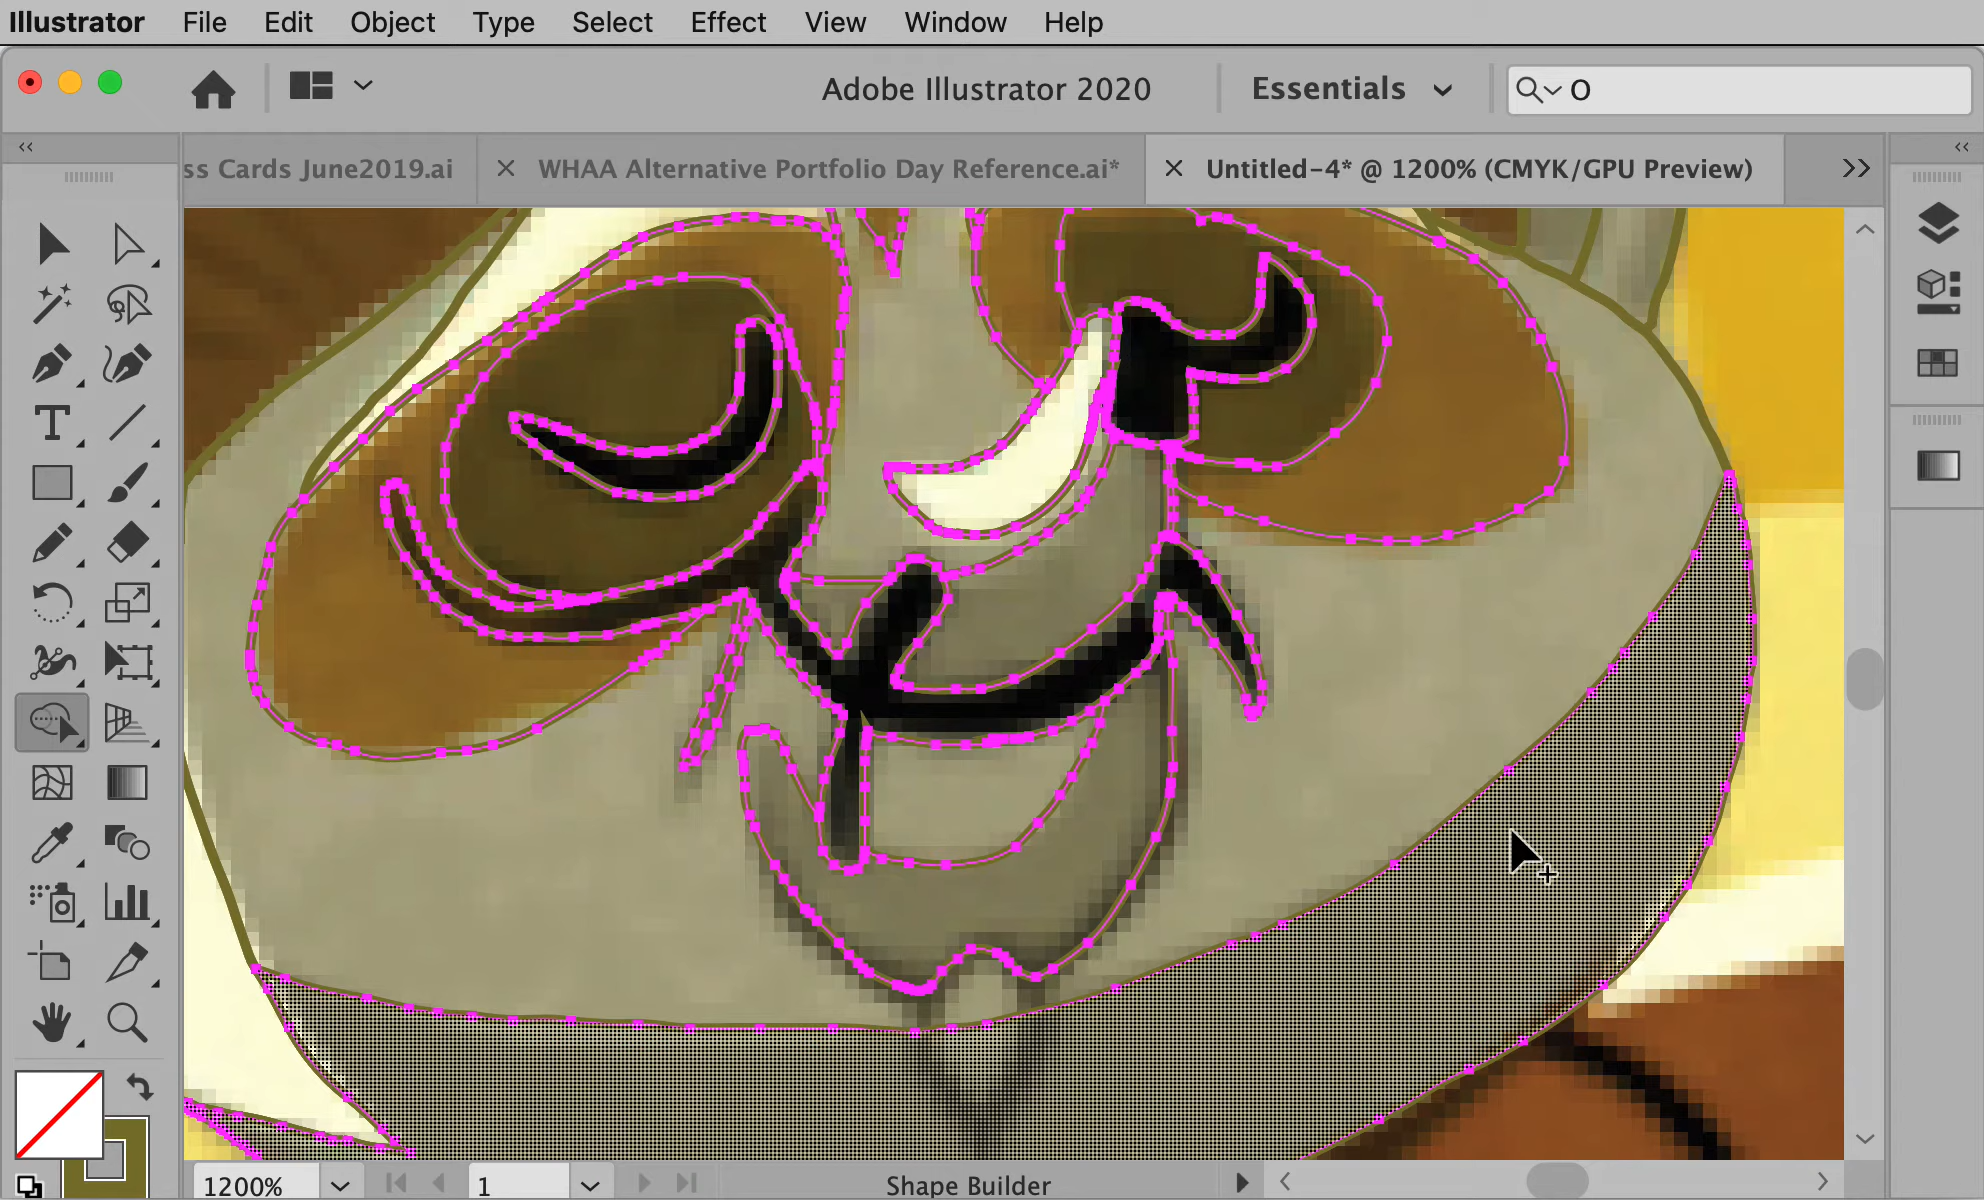 Illustrator File Edit Object Type Select Effect View Window Help
Adobe Illustrator 2020 Essentials O
ss Cards June2019.ai WHAA Alternative Portfolio Day Reference.ai* Untitled-4* @ 1200% (CMYK/GPU Preview)
1200% 1 Shape Builder